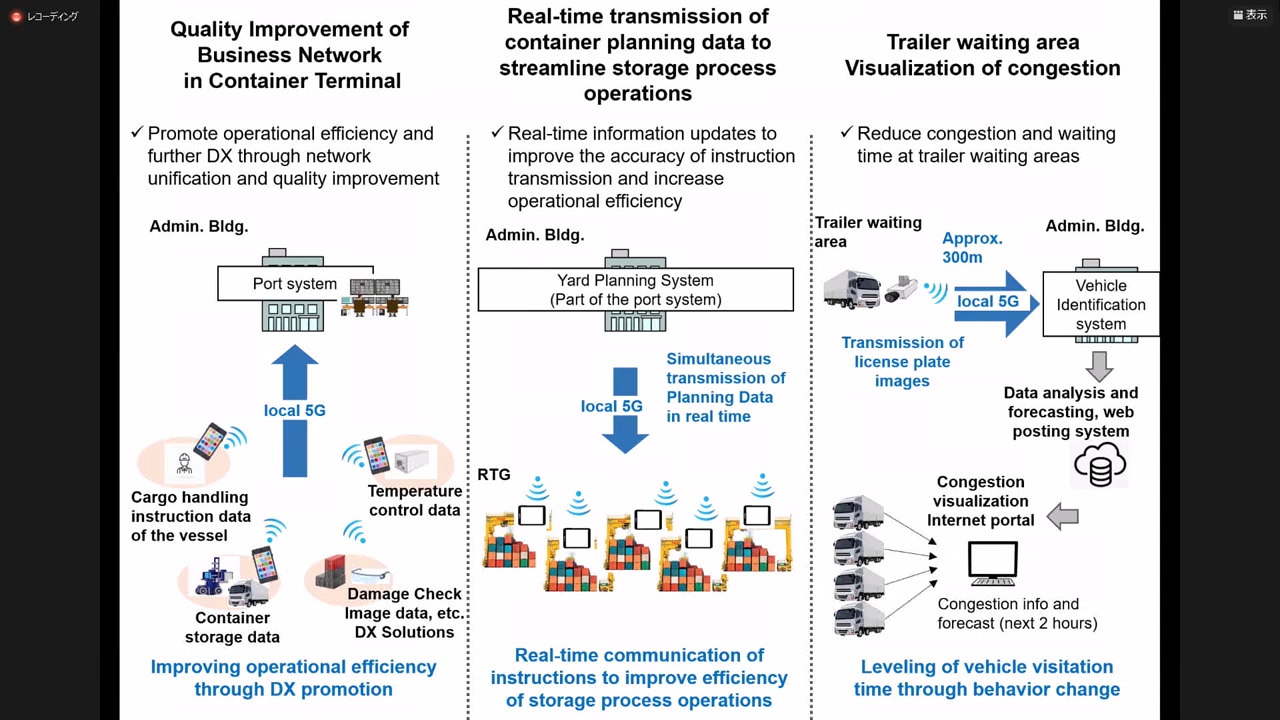 レコーディング
表示
Quality Improvement of
Business Network
in Container Terminal
Promote operational efficiency and
further DX through network
unification and quality improvement
Admin. Bldg.
Port system
local 5G
Cargo handling
instruction data
of the vessel
Temperature
control data
Container
storage data
Damage Check
Image data, etc.
DX Solutions
Improving operational efficiency
through DX promotion
Real-time transmission of
container planning data to
streamline storage process
operations
Real-time information updates to
improve the accuracy of instruction
transmission and increase
operational efficiency
Admin. Bldg.
Yard Planning System
(Part of the port system)
Simultaneous
transmission of
Planning Data
in real time
local 5G
RTG
Real-time communication of
instructions to improve efficiency
of storage process operations
Trailer waiting area
Visualization of congestion
Reduce congestion and waiting
time at trailer waiting areas
Trailer waiting
area
Approx.
300m
Admin. Bldg.
local 5G
Vehicle
Identification
system
Transmission of
license plate
images
Data analysis and
forecasting, web
posting system
Congestion
visualization
Internet portal
Congestion info and
forecast (next 2 hours)
Leveling of vehicle visitation
time through behavior change